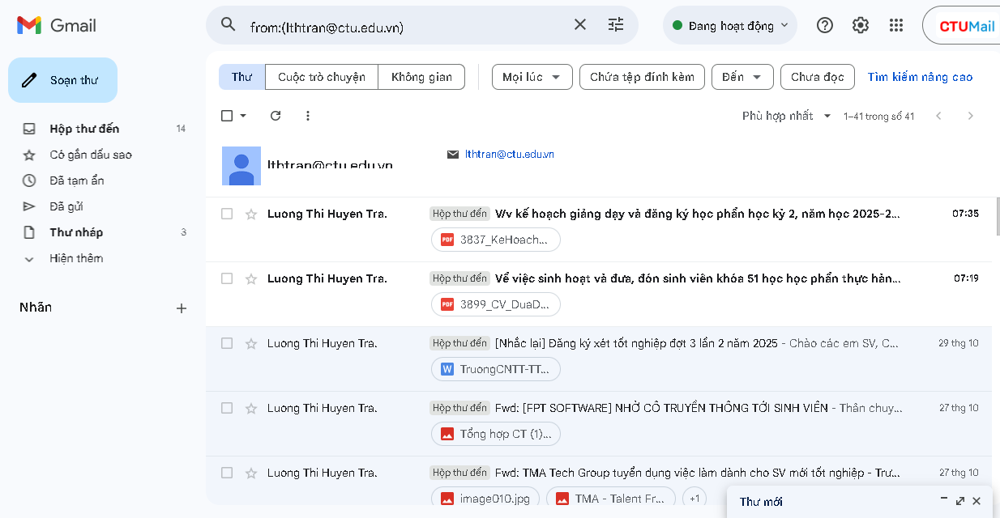 Gmail
from:(lthtran@ctu.edu.vn)
Đang hoạt động
CTUMail
Soạn thư
Thư
Cuộc trò chuyện
Không gian
Mọi lúc
Chứa tệp đính kèm
Đến
Chưa đọc
Tìm kiếm nâng cao
Hộp thư đến 14
Có gắn dấu sao
Đã tạm ẩn
Đã gửi
Thư nháp 3
Hiện thêm
Nhãn
Phù hợp nhất
1–41 trong số 41
lthtran@ctu.edu.vn
lthtran@ctu.edu.vn
Luong Thi Huyen Tra. Hộp thư đến Wv kế hoạch giảng dạy và đăng ký học phần học kỳ 2, năm học 2025-2... 07:35
PDF 3837_KeHoach...
Luong Thi Huyen Tra. Hộp thư đến Về việc sinh hoạt và đưa, đón sinh viên khóa 51 học học phần thực hàn... 07:19
PDF 3899_CV_DuaD...
Luong Thi Huyen Tra. Hộp thư đến [Nhắc lại] Đăng ký xét tốt nghiệp đợt 3 lần 2 năm 2025 - Chào các em SV, C... 29 thg 10
W TruongCNTT-TT...
Luong Thi Huyen Tra. Hộp thư đến Fwd: [FPT SOFTWARE] NHỜ CÔ TRUYỀN THÔNG TỚI SINH VIÊN - Thân chuy... 27 thg 10
Tổng hợp CT (1)...
Luong Thi Huyen Tra. Hộp thư đến Fwd: TMA Tech Group tuyển dụng việc làm dành cho SV mới tốt nghiệp - Trư... 27 thg 10
image010.jpg
TMA - Talent Fr...
+1
Thư mới